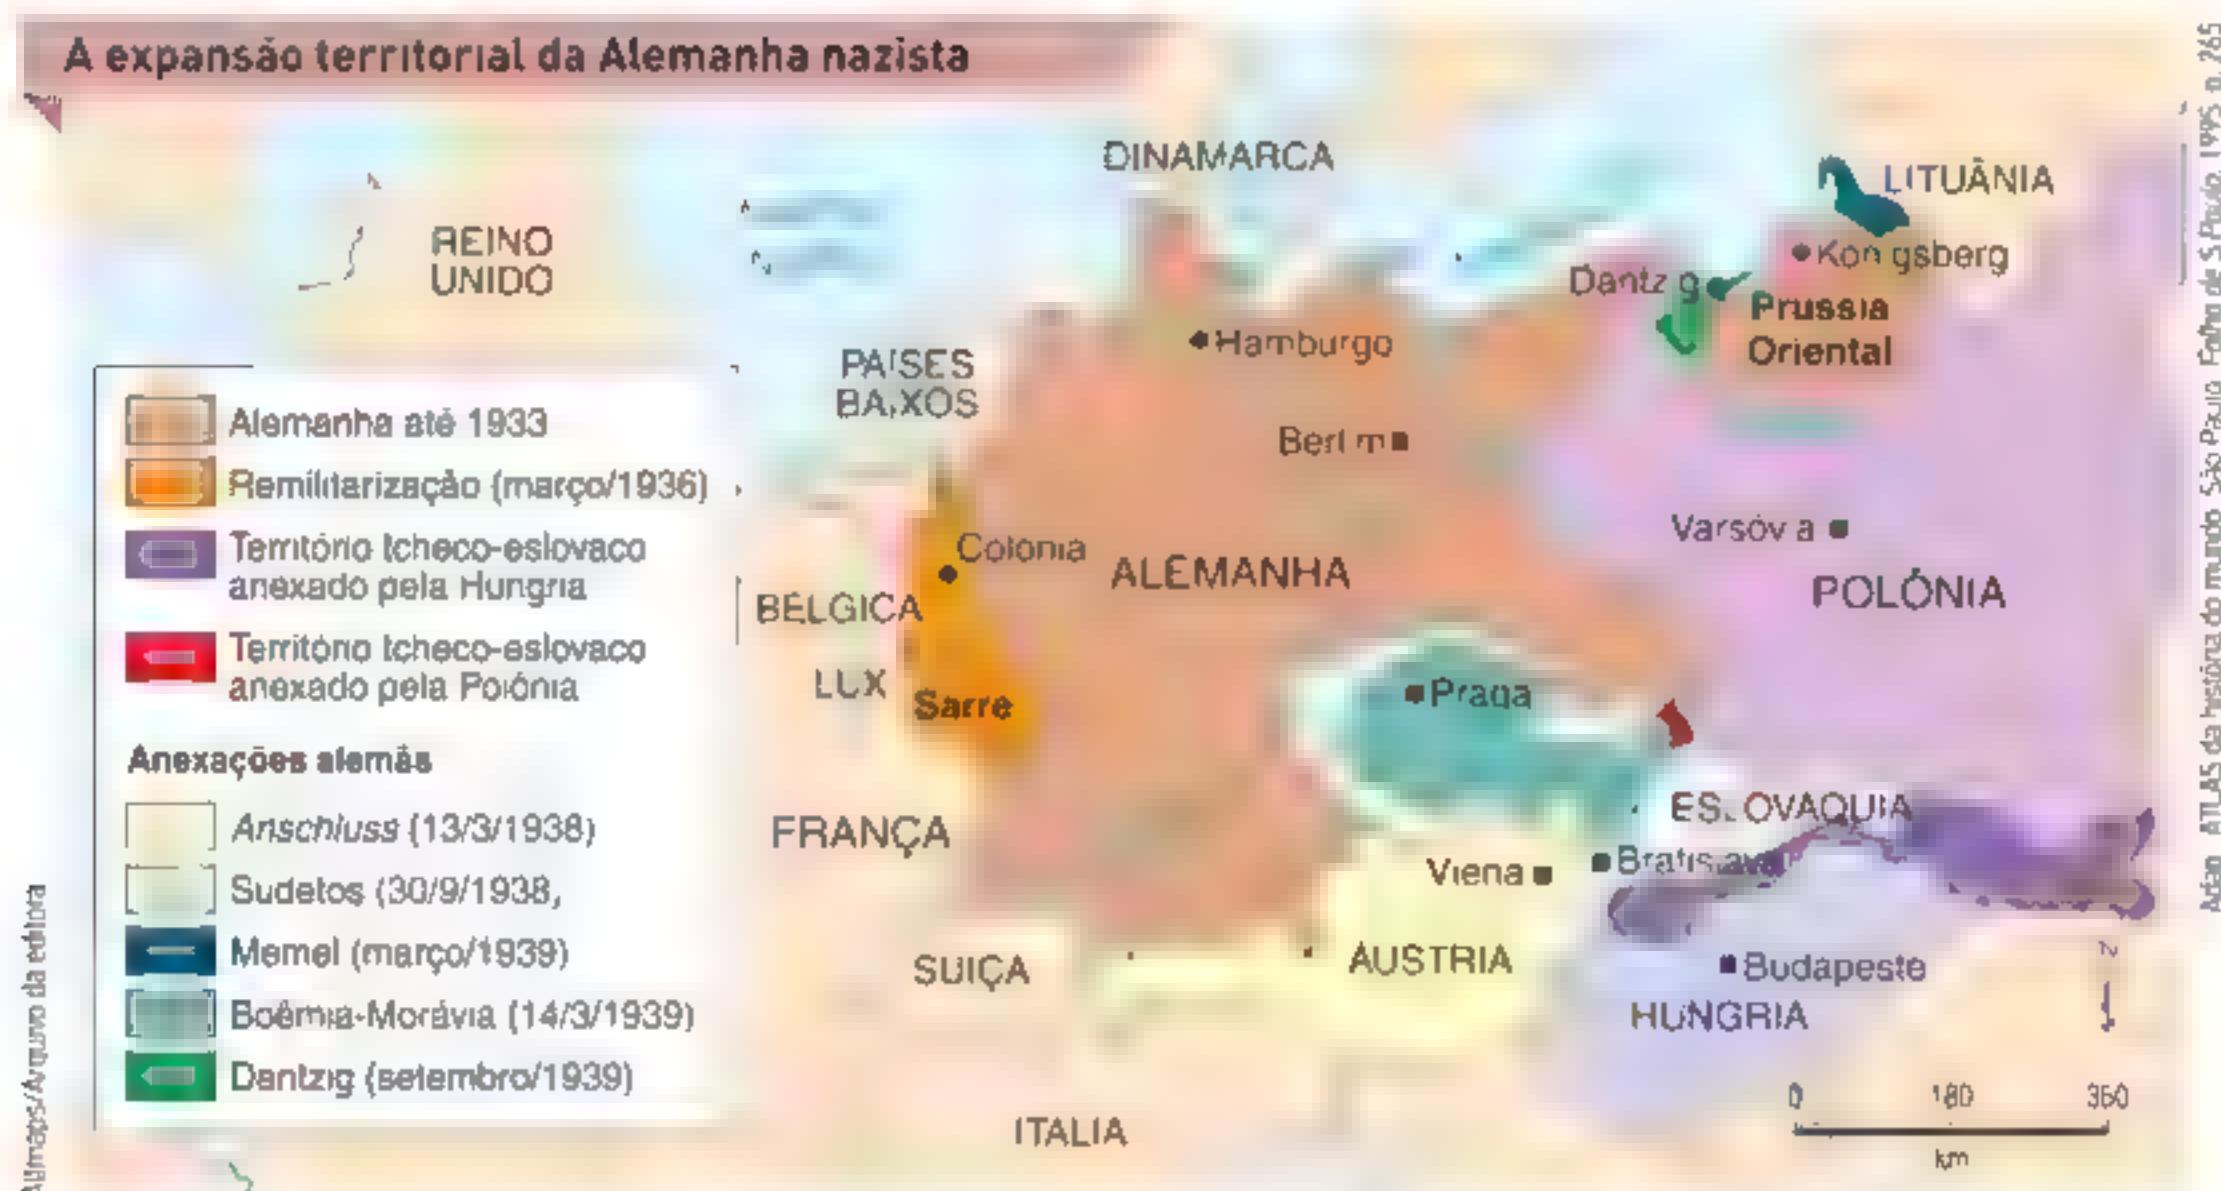 A expansão territorial da Alemanha nazista
DINAMARCA
LITUÂNIA
REINO
UNIDO
Konigsberg
Dantzig
Prussia
Oriental
Hamburgo
PAÍSES
BAIXOS
Berlim
Varsóvia
POLÔNIA
Colonia
ALEMANHA
BÉLGICA
LUX
Sarre
Praga
ESLOVAQUIA
FRANÇA
Viena
Bratislava
SUIÇA
AUSTRIA
Budapeste
HUNGRIA
ITALIA
Alemanha até 1933
Remilitarização (março/1936)
Território tcheco-eslovaco
anexado pela Hungria
Território tcheco-eslovaco
anexado pela Polônia
Anexações alemãs
Anschluss (13/3/1938)
Sudetos (30/9/1938)
Memel (março/1939)
Boêmia-Morávia (14/3/1939)
Dantzig (setembro/1939)
0 180 360
km
Allmaps/Arquivo da editora
ATLAS da história do mundo. São Paulo: Folha de S.Paulo, 1995. p. 265